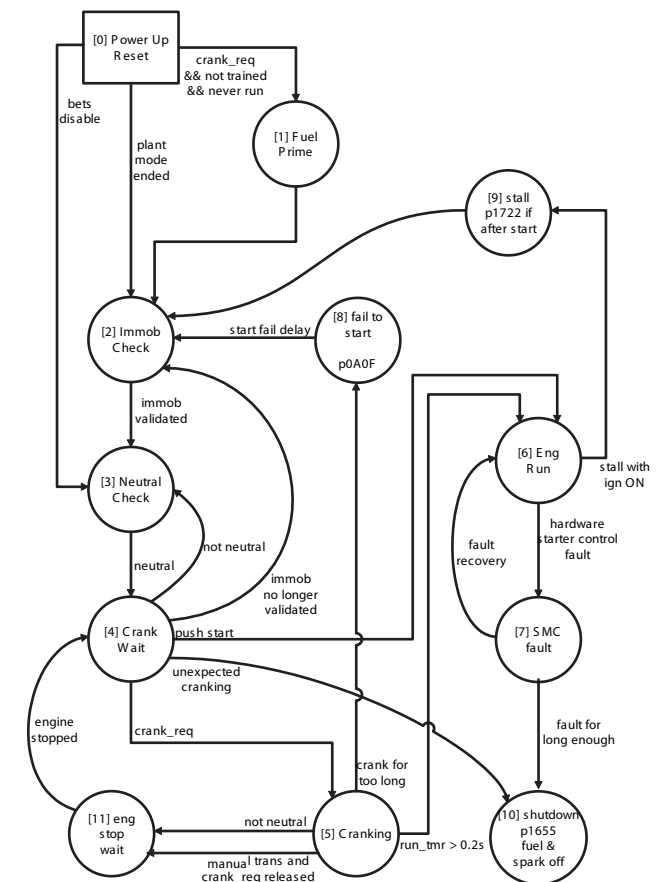 [0] Power Up
Reset
crank_req
&& not trained
&& never run
bets
disable
plant
mode
ended
[1] Fuel
Prime
[9] stall
p1722 if
after start
[2] Immob
Check
start fail delay
[8] fail to
start
p0A0F
immob
validated
[3] Neutral
Check
[6] Eng
Run
stall with
ign ON
neutral
not neutral
fault
recovery
hardware
starter control
fault
immob
no longer
validated
[4] Crank
Wait
push start
unexpected
cranking
[7] SMC
fault
engine
stopped
crank_req
fault for
long enough
crank for
too long
[11] eng
stop
wait
not neutral
[5] Cranking
manual trans and
crank_req released
run_tmr > 0.2s
[10] shutdown
p1655
fuel &
spark off